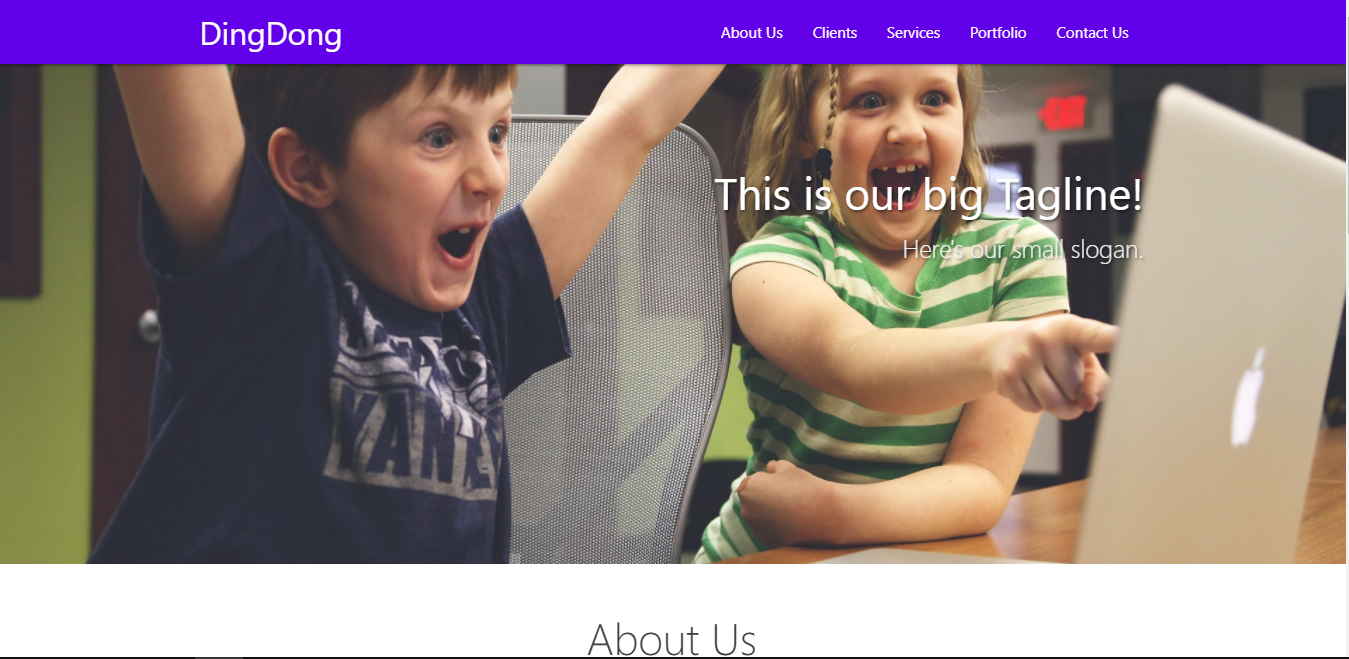 DingDong
About Us
Clients
Services
Portfolio
Contact Us
This is our big Tagline!
Here's our small slogan.
About Us